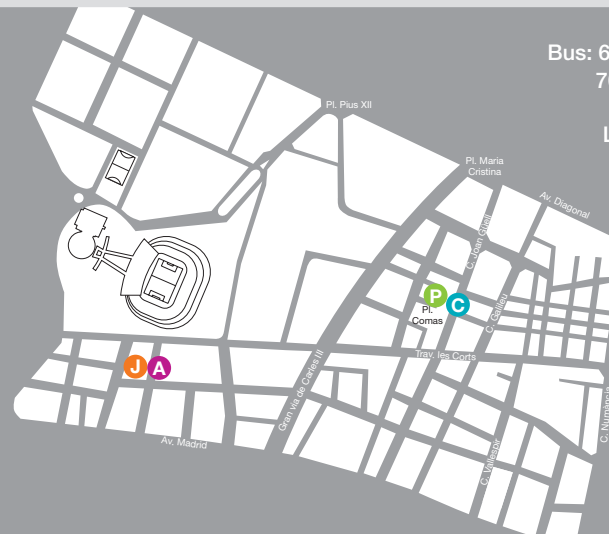 Bus: 6
7
L
Pl. Pius XII
Pl. Maria
Cristina
Av. Diagonal
C. Joan Güell
P
C
Pl.
Comas
C. Galileu
Trav. les Corts
J
A
Gran via de Carles III
Av, Madrid
C. Vallespir
C. Numància